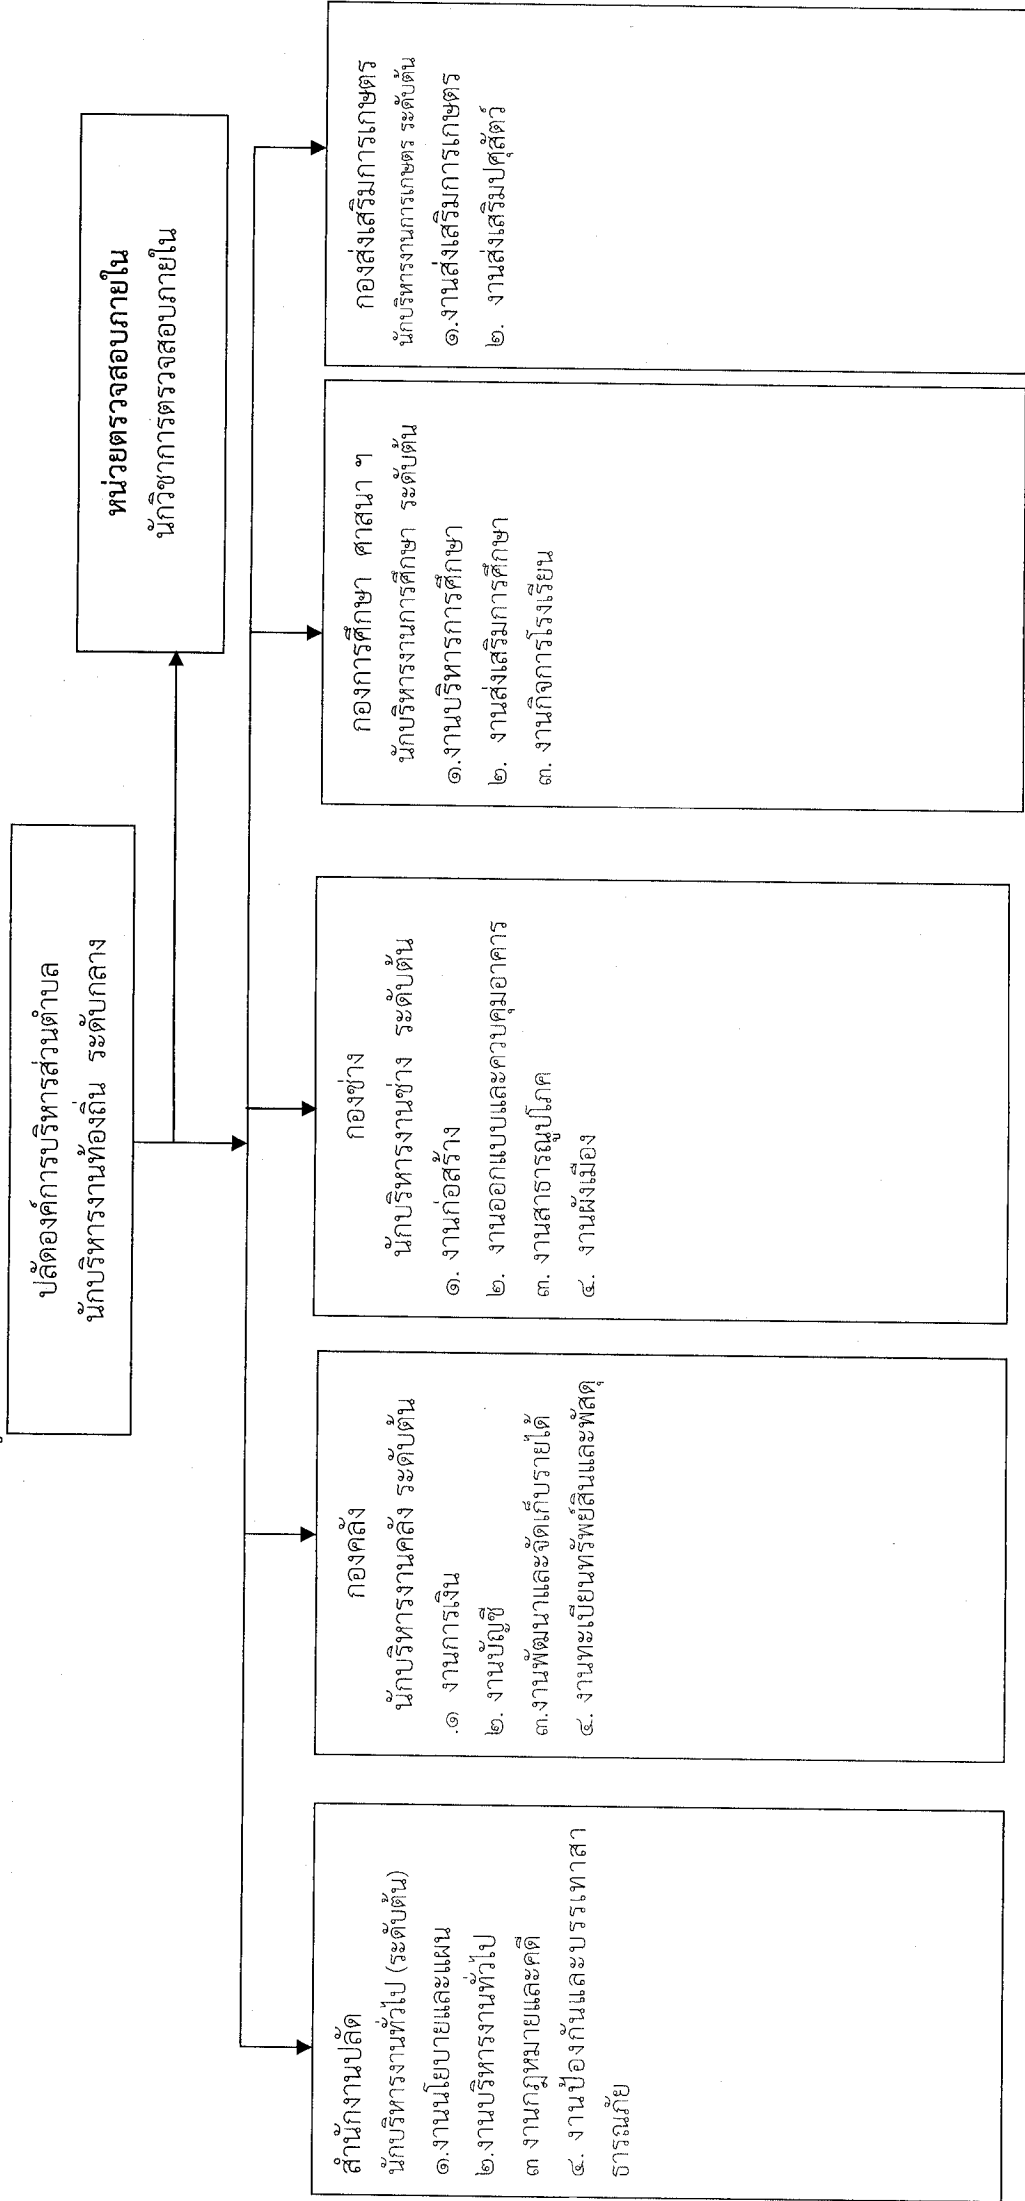 ปลัดองค์การบริหารส่วนตำบล
นักบริหารงานท้องถิ่น ระดับกลาง
หน่วยตรวจสอบภายใน
นักวิชาการตรวจสอบภายใน
สำนักงานปลัด
นักบริหารงานทั่วไป (ระดับต้น)
๑.งานนโยบายและแผน
๒.งานบริหารงานทั่วไป
๓ งานกฎหมายและคดี
๔. งานป้องกันและบรรเทาสา
ธารณภัย
กองคลัง
นักบริหารงานคลัง ระดับต้น
.๑ งานการเงิน
๒. งานบัญชี
๓.งานพัฒนาและจัดเก็บรายได้
๔. งานทะเบียนทรัพย์สินและพัสดุ
กองช่าง
นักบริหารงานช่าง ระดับต้น
๑. งานก่อสร้าง
๒. งานออกแบบและควบคุมอาคาร
๓. งานสาธารณูปโภค
๔. งานผังเมือง
กองการศึกษา ศาสนา ฯ
นักบริหารงานการศึกษา ระดับต้น
๑.งานบริหารการศึกษา
๒. งานส่งเสริมการศึกษา
๓. งานกิจการโรงเรียน
กองส่งเสริมการเกษตร
นักบริหารงานการเกษตร ระดับต้น
๑.งานส่งเสริมการเกษตร
๒. งานส่งเสริมปศุสัตว์